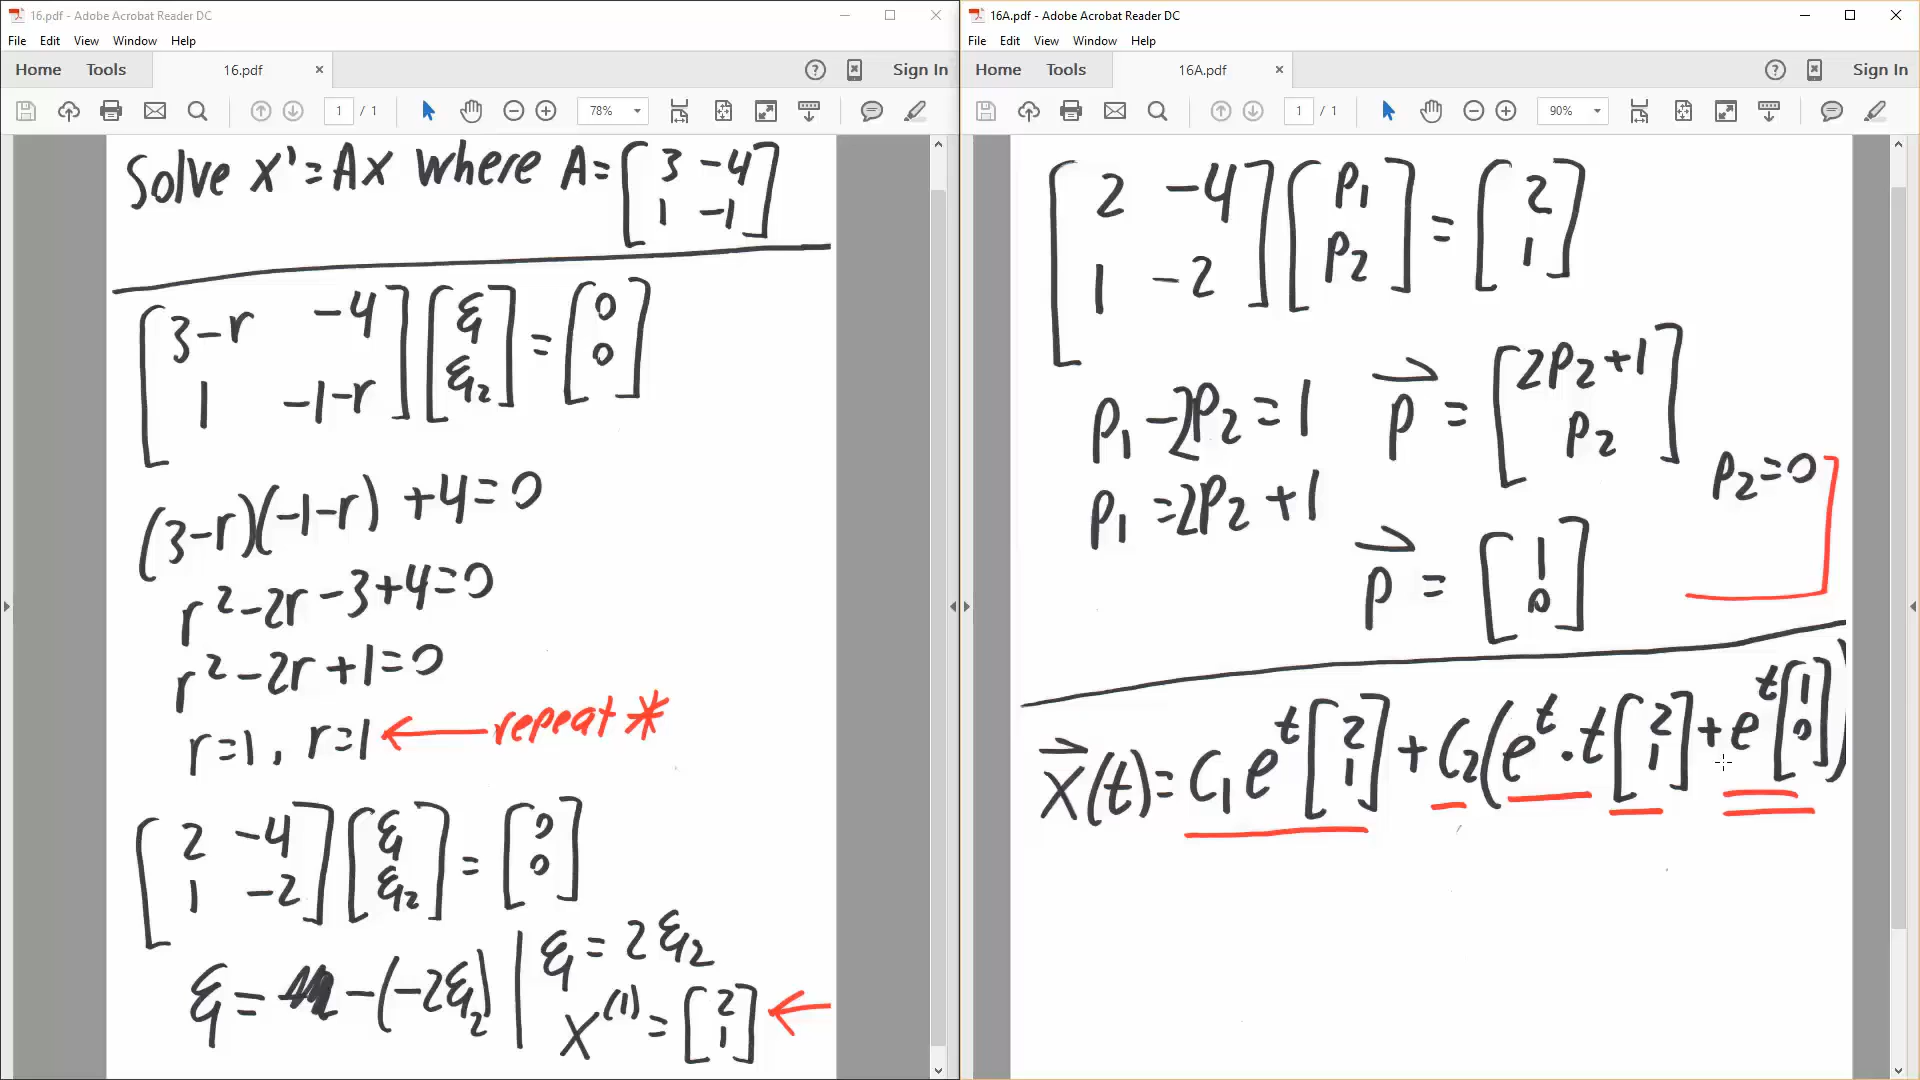 16.pdf - Adobe Acrobat Reader DC
File Edit View Window Help
Home Tools 16.pdf × Sign In
1 / 1 78%
Solve x' = Ax where A = [3 -4; 1 -1]
[3-r -4; 1 -1-r] [ξ1; ξ2] = [0; 0]
(3-r)(-1-r) +4=0
r²-2r-3+4=0
r²-2r+1=0
r=1, r=1 ← repeat *
[2 -4; 1 -2] [ξ1; ξ2] = [0; 0]
ξ1 = -(-2ξ2) | ξ1 = 2ξ2
x⁽¹⁾ = [2; 1] ←
16A.pdf - Adobe Acrobat Reader DC
File Edit View Window Help
Home Tools 16A.pdf × Sign In
1 / 1 90%
[2 -4; 1 -2] [p1; p2] = [2; 1]
p1 -2p2 = 1
p1 = 2p2 +1
p⃗ = [2p2+1; p2]
p2=0
p⃗ = [1; 0]
x⃗(t) = c1 e^t [2; 1] + c2 (e^t · t [2; 1] + e^t [1; 0])